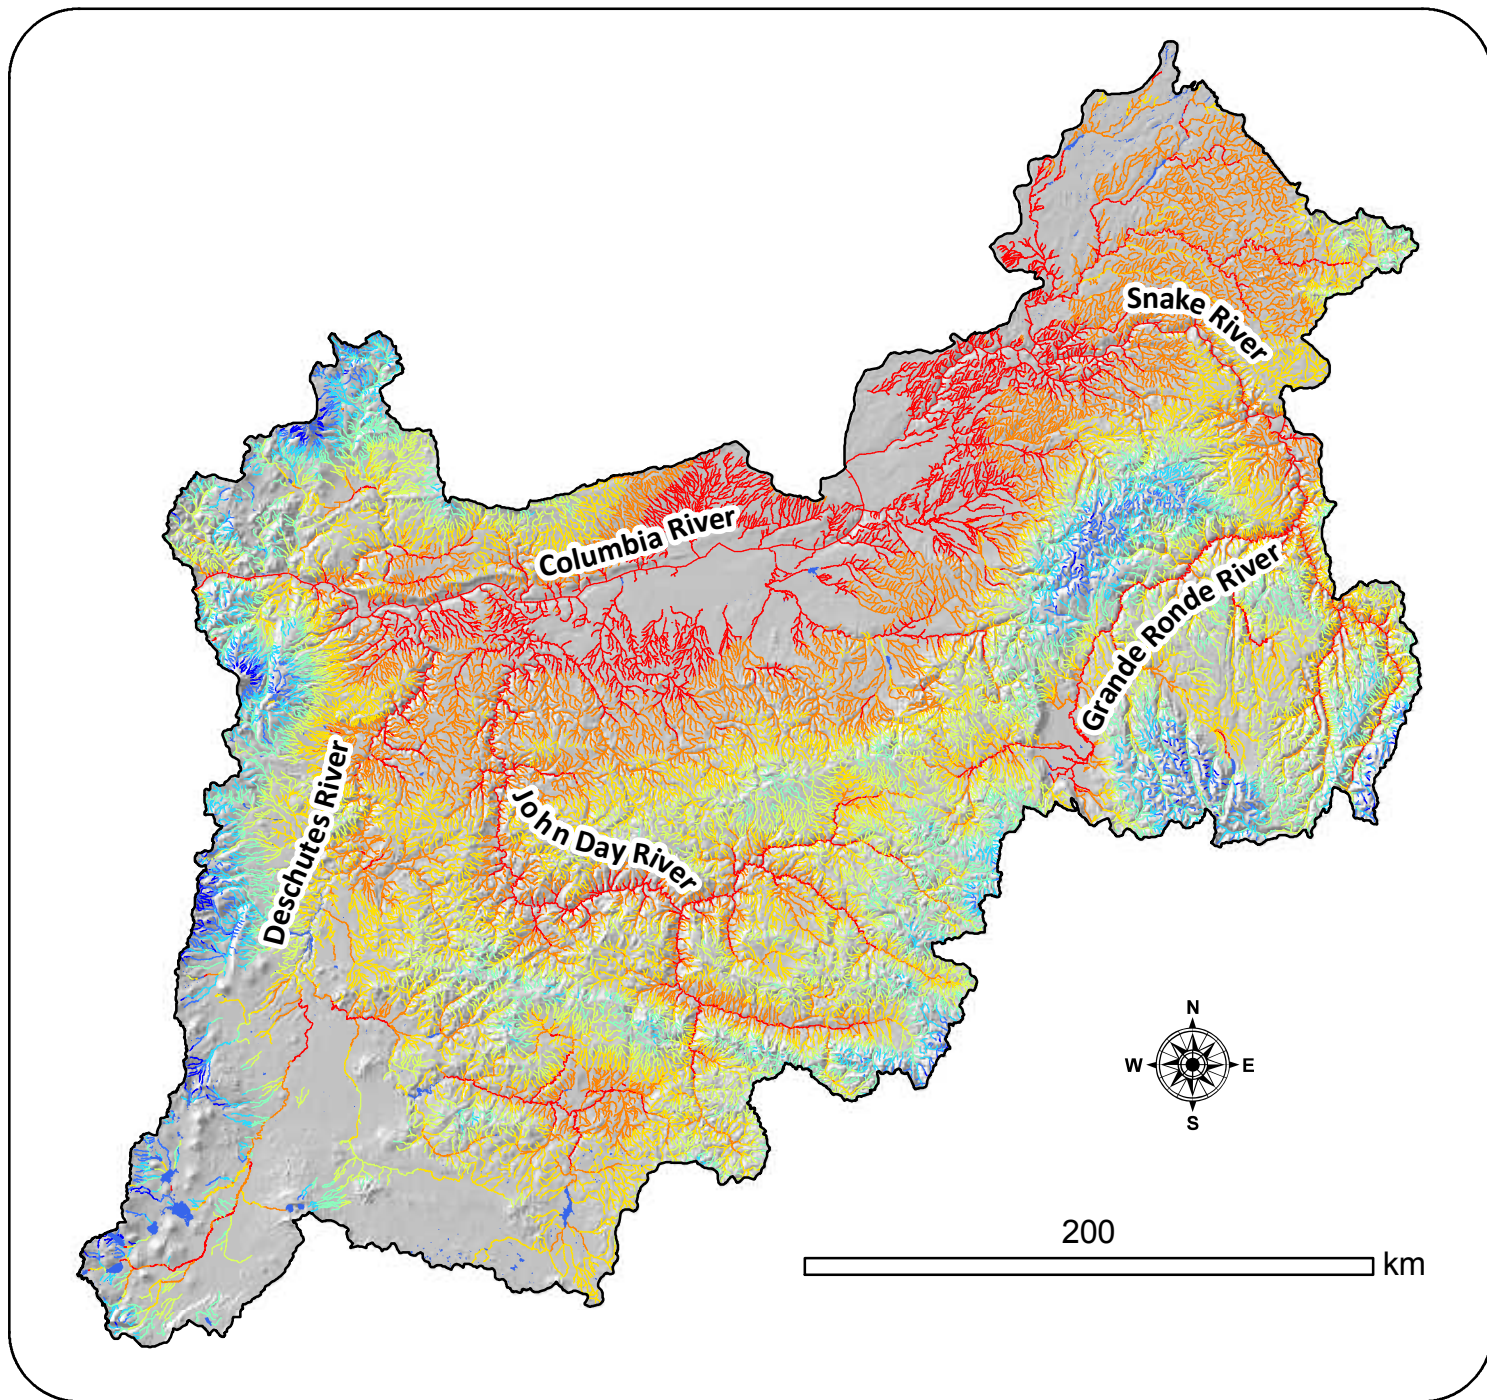 Snake River
Columbia River
Grande Ronde River
Deschutes River
John Day River
N
W
E
S
200
km